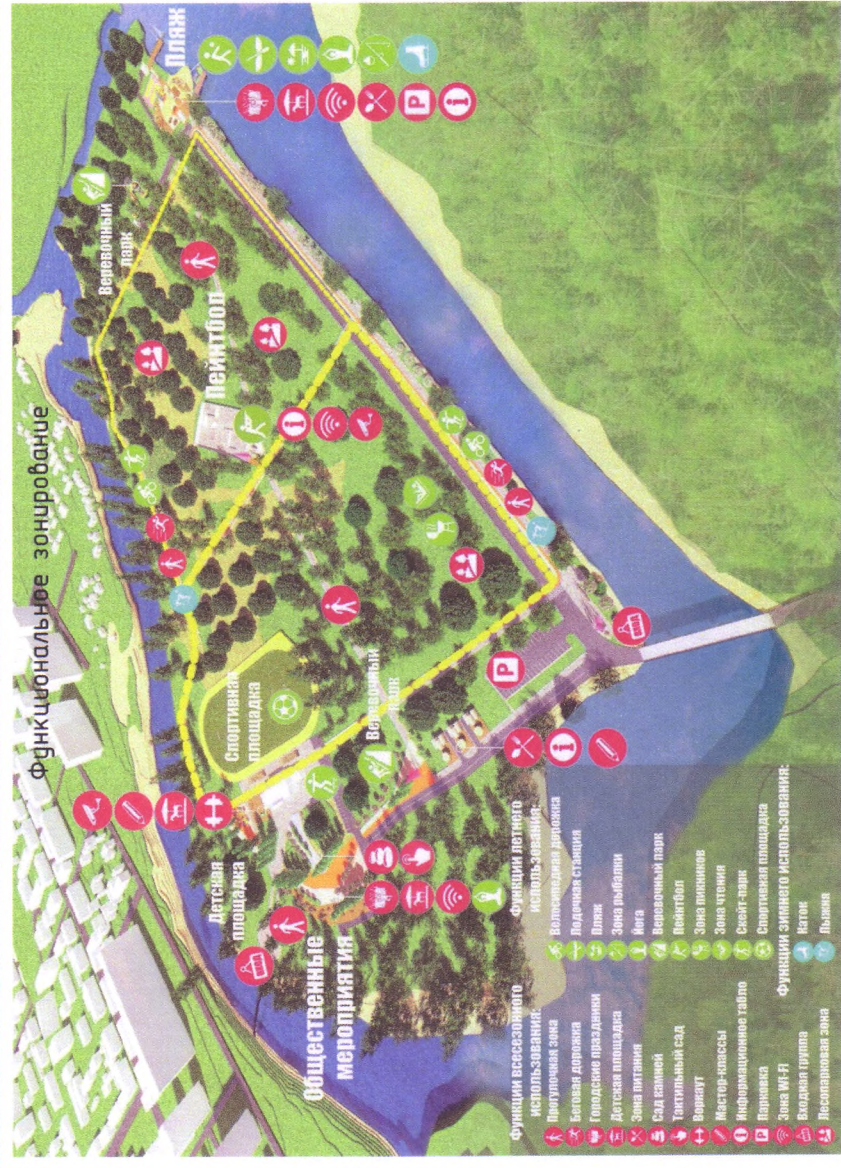 функциональное зонирование
Пляж
Веревочный
парк
Пейнтбол
Спортивная
площадка
Веревочный
парк
Детская
площадка
Общественные
мероприятия
P
i
i
P
i
Функции всесезонного
использования:
Прогулочная зона
Беговая дорожка
Городские праздники
Детская площадка
Зона питания
Сад камней
Тактильный сад
Воркаут
Мастер-классы
Информационное табло
Парковка
Зона WI-FI
Входная группа
Лесопарковая зона
Функции летнего
использования:
Велосипедная дорожка
Лодочная станция
Пляж
Зона рыбалки
Йога
Веревочный парк
Пейнтбол
Зона пикников
Зона чтения
Скейт-парк
Спортивная площадка
Функции зимнего использования:
Каток
Лыжня